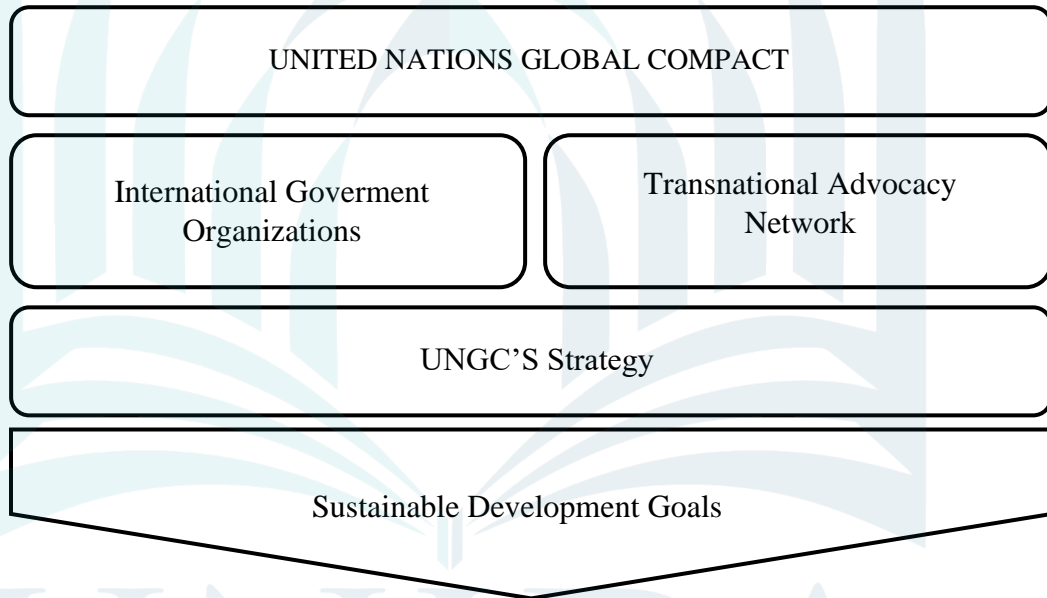 UNITED NATIONS GLOBAL COMPACT
International Goverment
Organizations
Transnational Advocacy
Network
UNGC’S Strategy
Sustainable Development Goals